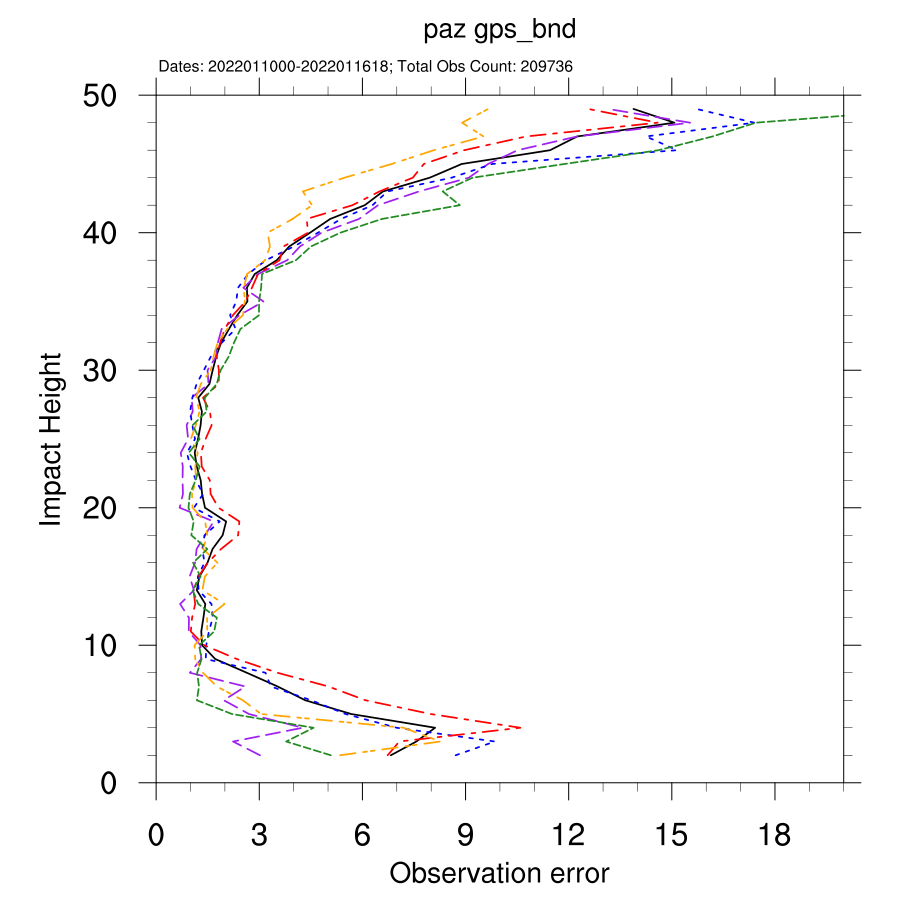 paz gps_bnd
Dates: 2022011000-2022011618; Total Obs Count: 209736
50
40
30
20
10
0
Impact Height
0 3 6 9 12 15 18
Observation error